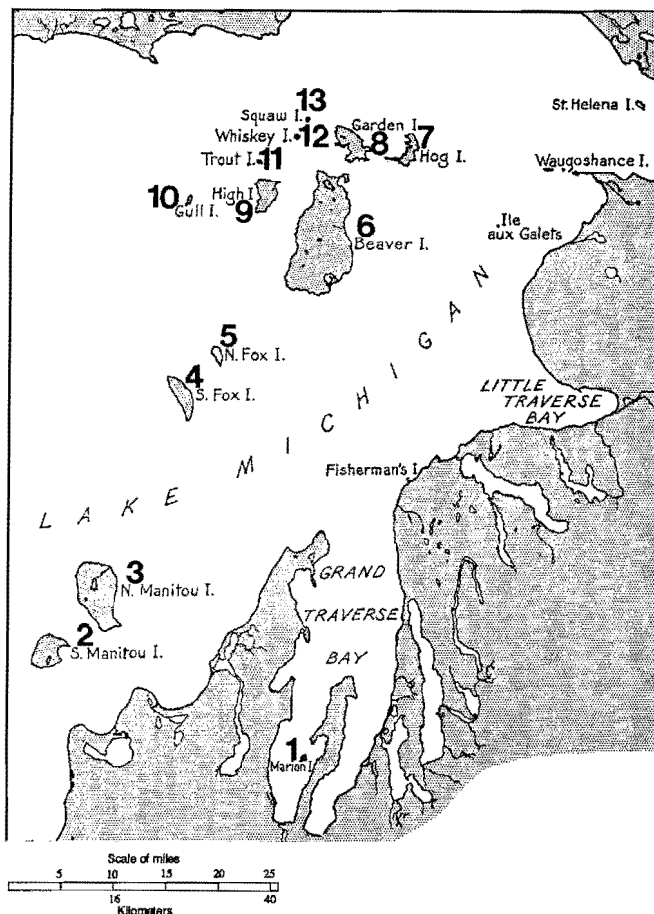 13
Squaw I.
Whiskey I. 12
Trout I. 11
Garden I.
7
8
Hog I.
St. Helena I.
Waugoshance I.
10
Gull I.
High I
9
6
Beaver I.
Ile
aux Galets
5
N. Fox I.
4
S. Fox I.
LAKE MICHIGAN
LITTLE
TRAVERSE
BAY
Fisherman's I.
3
N. Manitou I.
2
S. Manitou I.
GRAND
TRAVERSE
BAY
1
Marion I.
Scale of miles
5 10 15 20 25
16 40
Kilometers